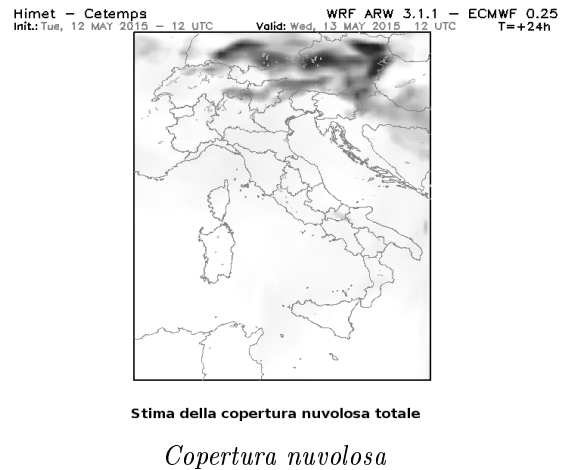 Himet – Cetemps WRF ARW 3.1.1 – ECMWF 0.25
Init.: Tue, 12 MAY 2015 – 12 UTC Valid: Wed, 13 MAY 2015 12 UTC T=+24h
Stima della copertura nuvolosa totale
Copertura nuvolosa